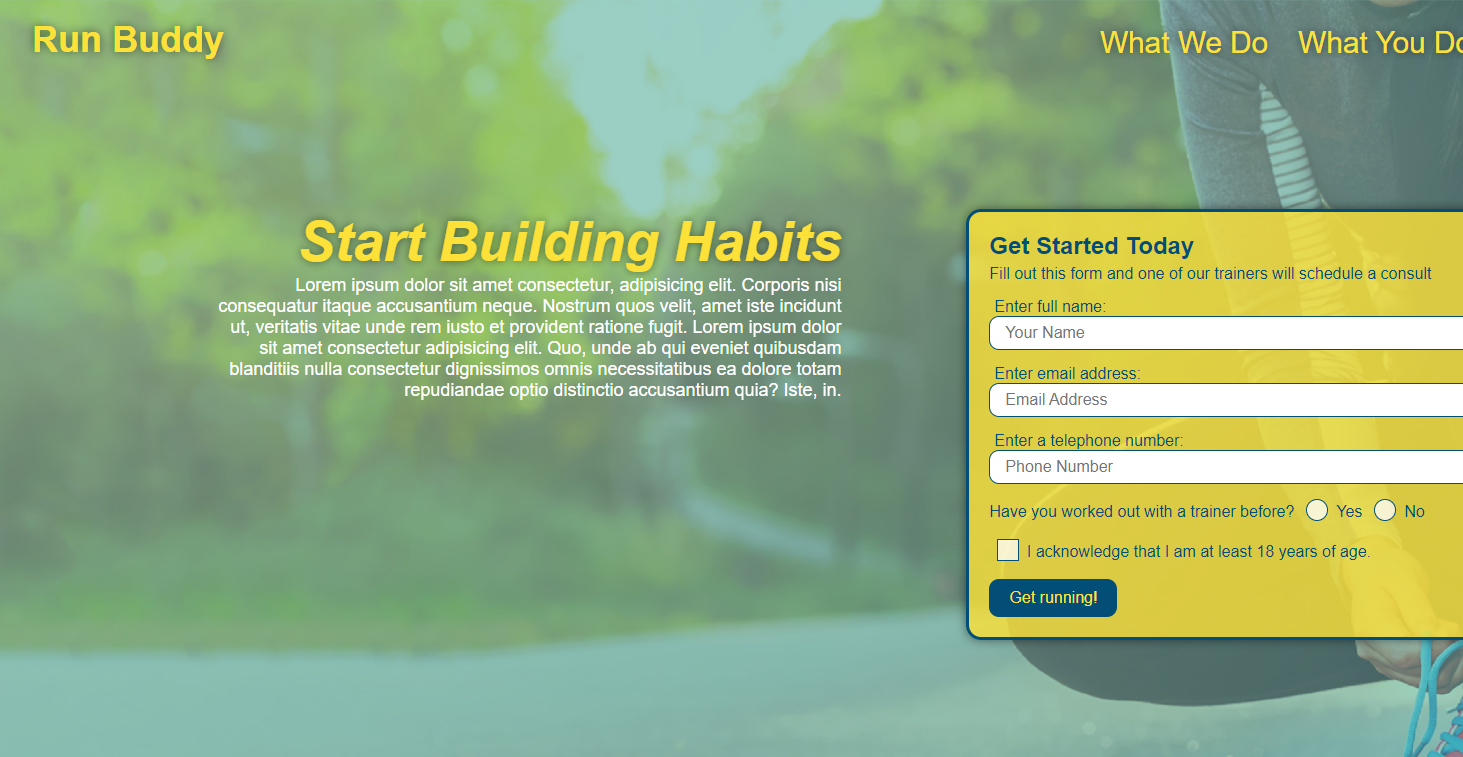 Run Buddy
What We Do What You Do
Start Building Habits
Lorem ipsum dolor sit amet consectetur, adipisicing elit. Corporis nisi
consequatur itaque accusantium neque. Nostrum quos velit, amet iste incidunt
ut, veritatis vitae unde rem iusto et provident ratione fugit. Lorem ipsum dolor
sit amet consectetur adipisicing elit. Quo, unde ab qui eveniet quibusdam
blanditiis nulla consectetur dignissimos omnis necessitatibus ea dolore totam
repudiandae optio distinctio accusantium quia? Iste, in.
Get Started Today
Fill out this form and one of our trainers will schedule a consult
Enter full name:
Your Name
Enter email address:
Email Address
Enter a telephone number:
Phone Number
Have you worked out with a trainer before? Yes No
I acknowledge that I am at least 18 years of age.
Get running!